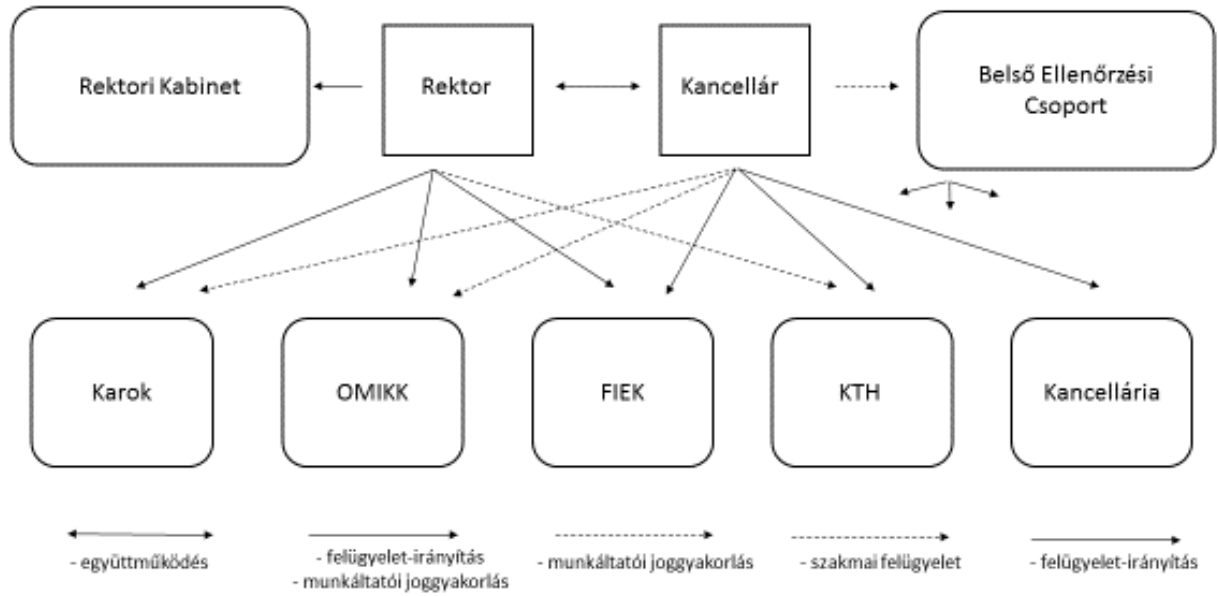 Rektori Kabinet
Rektor
Kancellár
Belső Ellenőrzési
Csoport
Karok
OMIKK
FIEK
KTH
Kancellária
- együttműködés
- felügyelet-irányítás
- munkáltatói joggyakorlás
- munkáltatói joggyakorlás
- szakmai felügyelet
- felügyelet-irányítás